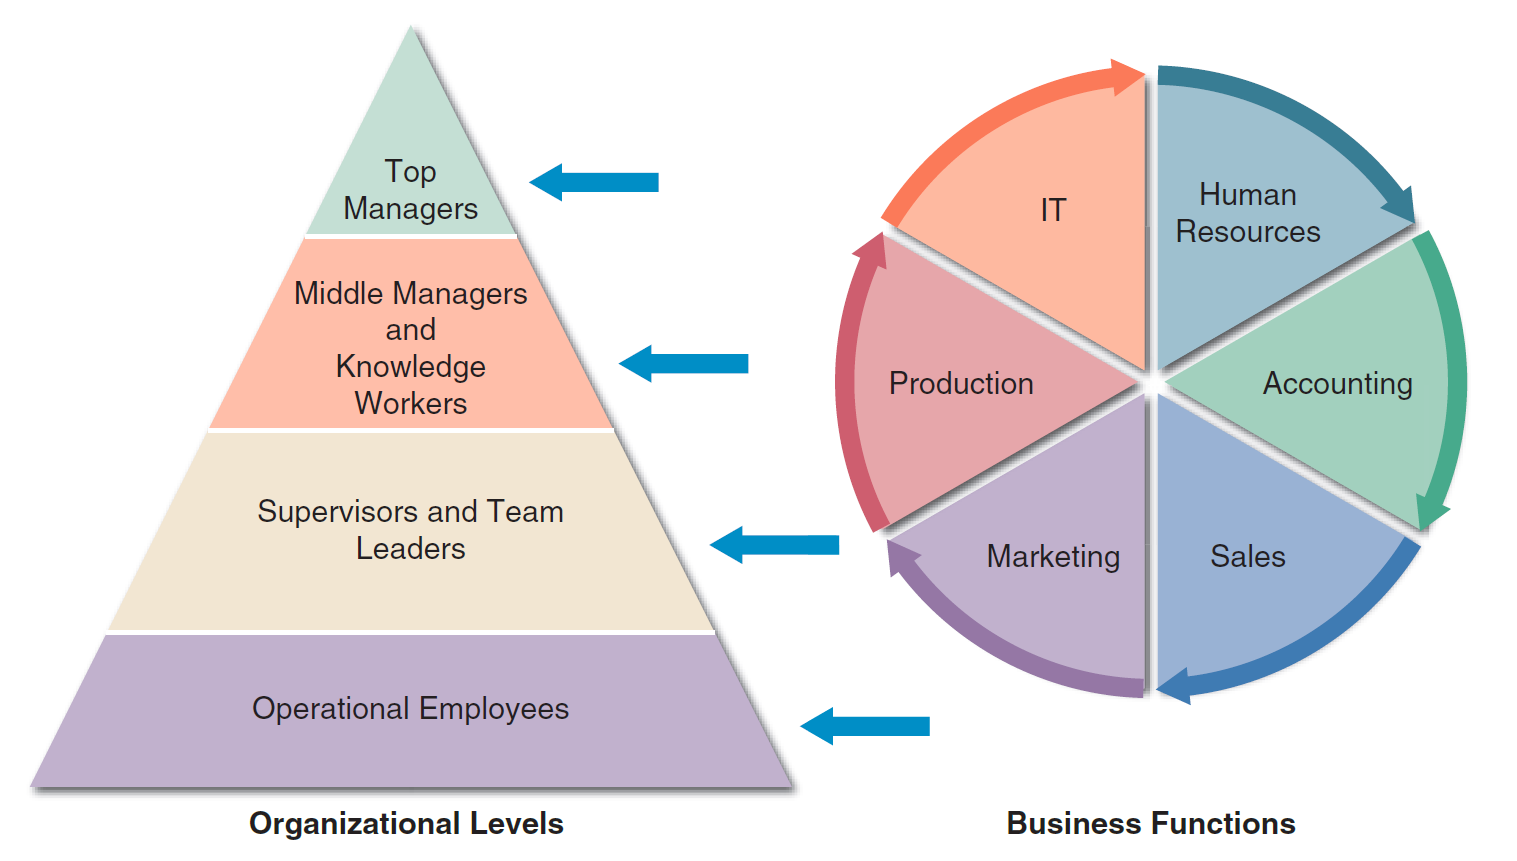 Top
Managers
Middle Managers
and
Knowledge
Workers
Supervisors and Team
Leaders
Operational Employees
Organizational Levels
IT
Human
Resources
Production
Accounting
Marketing
Sales
Business Functions